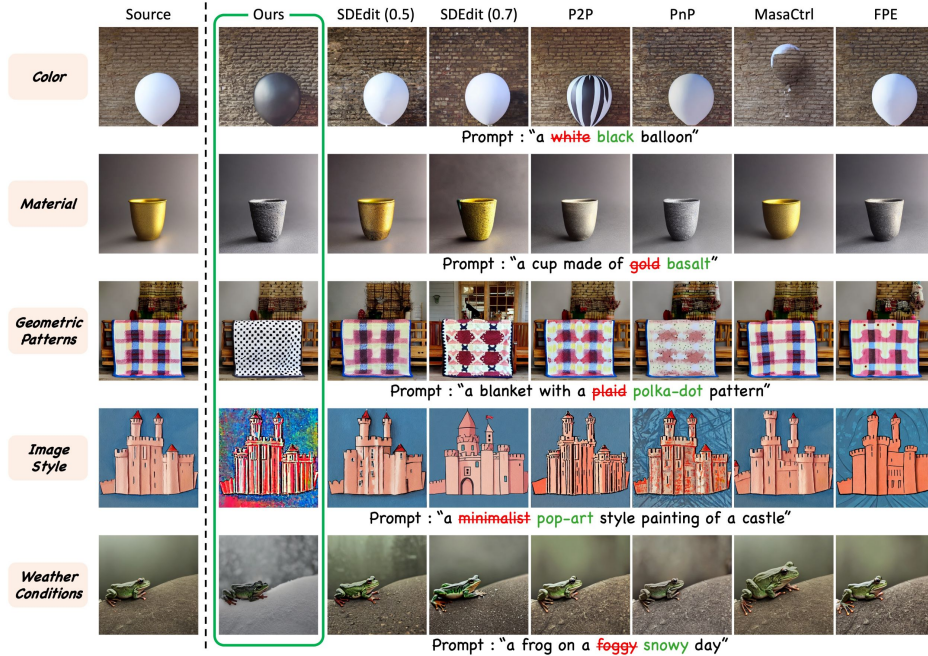 Source Ours SDEdit (0.5) SDEdit (0.7) P2P PnP MasaCtrl FPE
Color
Prompt : “a white black balloon”
Material
Prompt : “a cup made of gold basalt”
Geometric
Patterns
Prompt : “a blanket with a plaid polka-dot pattern”
Image
Style
Prompt : “a minimalist pop-art style painting of a castle”
Weather
Conditions
Prompt : “a frog on a foggy snowy day”